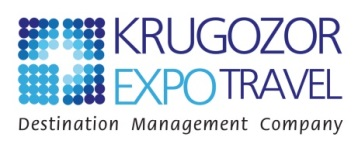 KRUGOZOR
EXPO TRAVEL
Destination Management Company